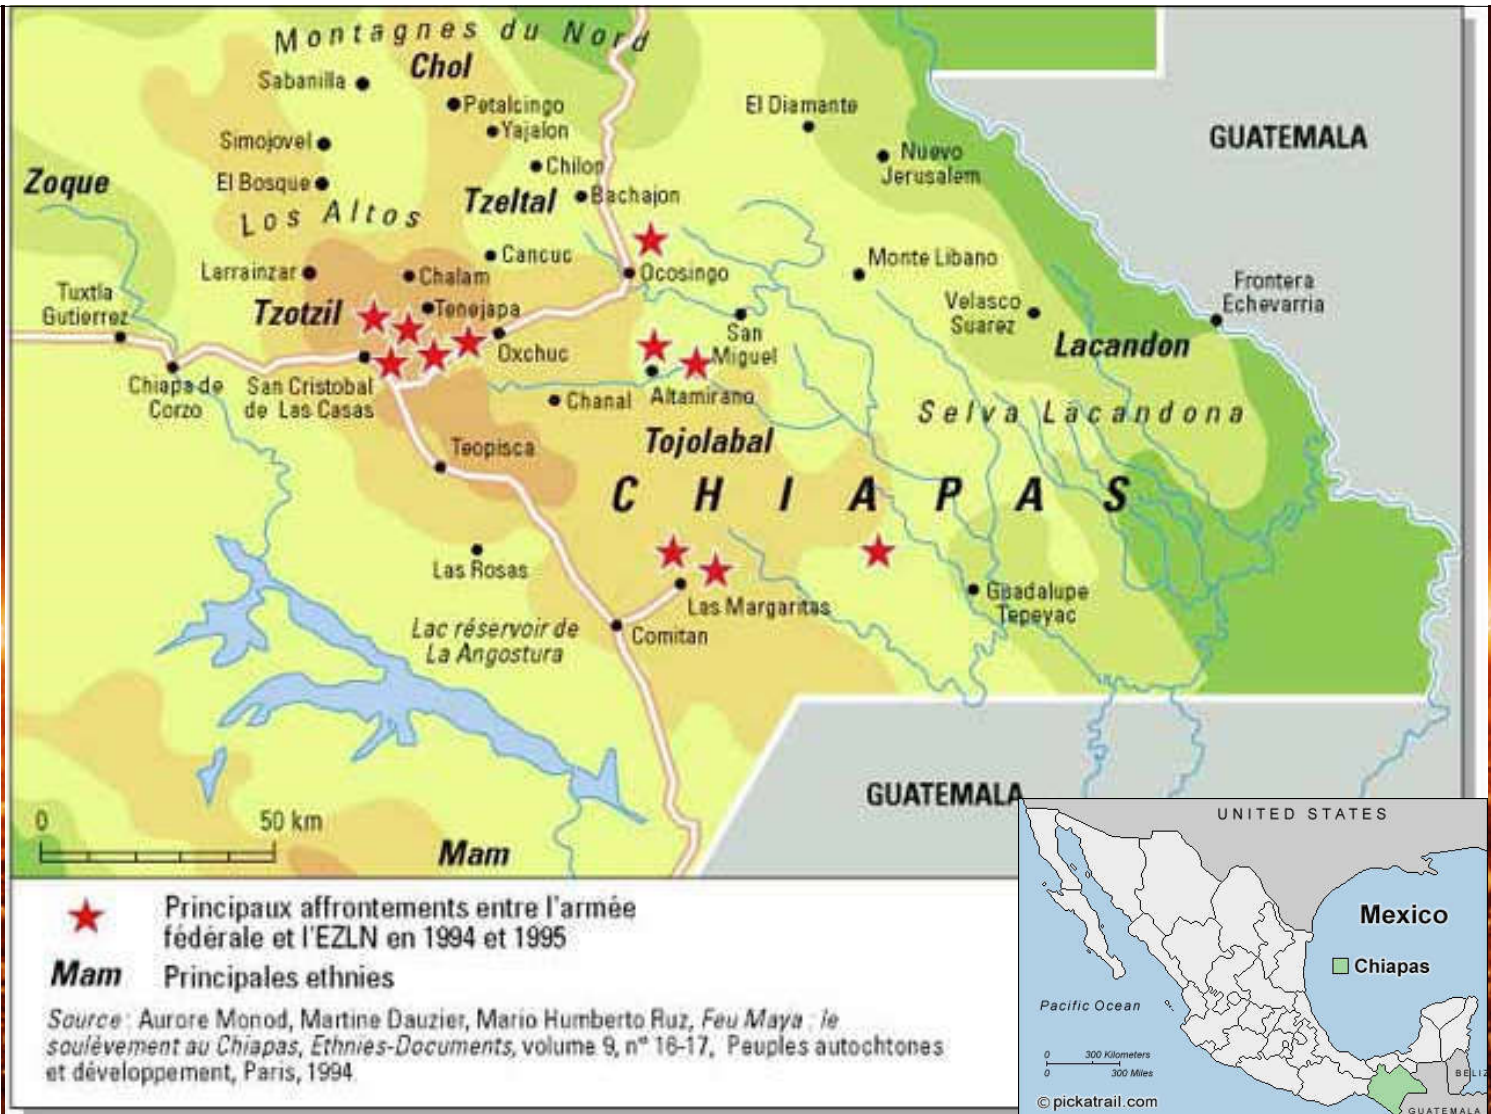 Montagnes du Nord
Chol
Sabanilla
Petalcingo
Yajalon
El Diamante
GUATEMALA
Simojovel
Chilon
Nuevo
Jerusalem
Zoque
El Bosque
Tzeltal
Bachajon
Los Altos
Cancuc
Larrainzar
Chalam
Ocosingo
Monte Libano
Frontera
Echevarria
Tuxtla
Gutierrez
Tzotzil
Tenejapa
Velasco
Suarez
San
Miguel
Oxchuc
Lacandon
Chiapa de
Corzo
San Cristobal
de Las Casas
Chanal
Altamirano
Selva Lacandona
Teopisca
Tojolabal
CHIAPAS
Las Rosas
Las Margaritas
Guadalupe
Tepeyac
Lac réservoir de
La Angostura
Comitan
GUATEMALA
0 50 km
Mam
Principaux affrontements entre l'armée
fédérale et l'EZLN en 1994 et 1995
Mam Principales ethnies
Source : Aurore Monod, Martine Dauzier, Mario Humberto Ruz, Feu Maya : le
soulèvement au Chiapas, Ethnies-Documents, volume 9, n° 16-17, Peuples autochtones
et développement, Paris, 1994
UNITED STATES
Mexico
Chiapas
Pacific Ocean
0 300 Kilometers
0 300 Miles
BELIZ
© pickatrail.com
GUATEMALA